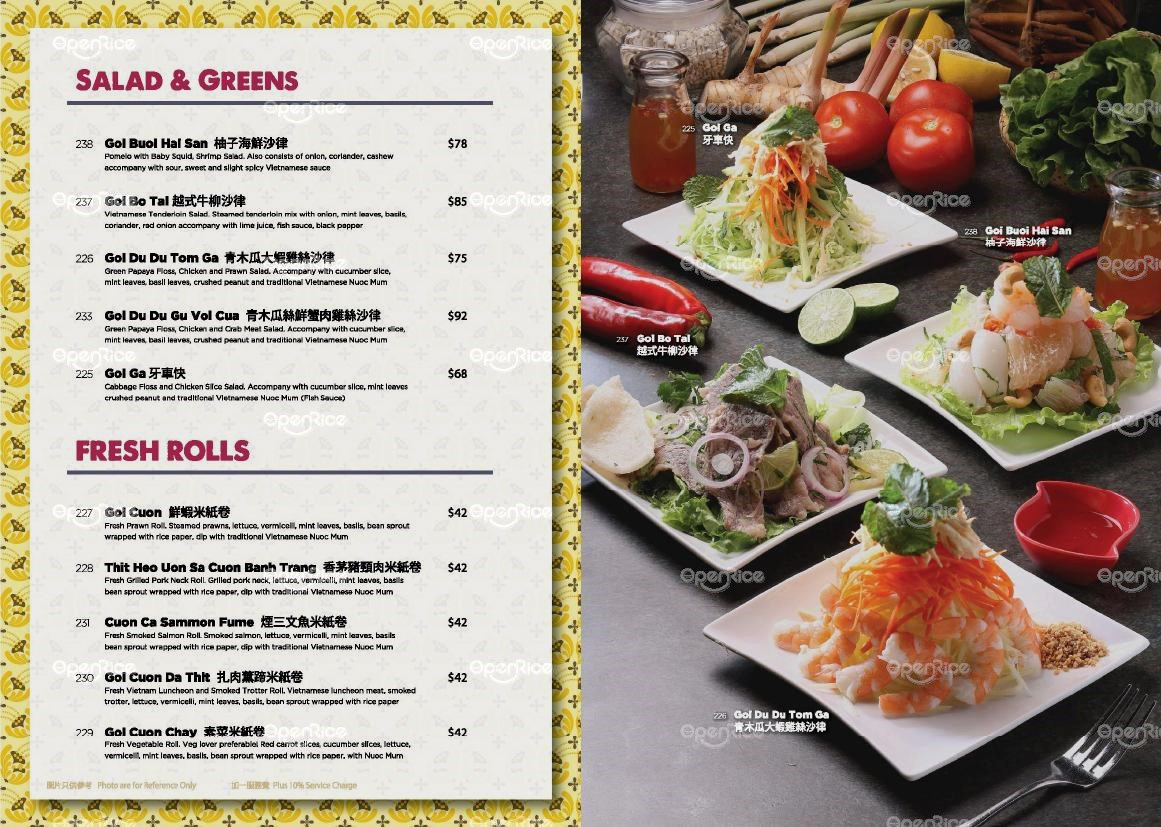 SALAD & GREENS
238 Goi Buoi Hai San 柚子海鮮沙律 $78
Pomelo with Baby Squid, Shrimp Salad. Also consists of onion, coriander, cashew
accompany with sour, sweet and slight spicy Vietnamese sauce
237 Goi Bo Tai 越式牛柳沙律 $85
Vietnamese Tenderloin Salad. Steamed tenderloin mix with onion, mint leaves, basils,
coriander, red onion accompany with lime juice, fish sauce, black pepper
226 Goi Du Du Tom Ga 青木瓜大蝦雞絲沙律 $75
Green Papaya Floss, Chicken and Prawn Salad. Accompany with cucumber slice,
mint leaves, basil leaves, crushed peanut and traditional Vietnamese Nuoc Mum
233 Goi Du Du Gu Voi Cua 青木瓜絲鮮蟹肉雞絲沙律 $92
Green Papaya Floss, Chicken and Crab Meat Salad. Accompany with cucumber slice,
mint leaves, basil leaves, crushed peanut and traditional Vietnamese Nuoc Mum
225 Goi Ga 牙車快 $68
Cabbage Floss and Chicken Slice Salad. Accompany with cucumber slice, mint leaves
crushed peanut and traditional Vietnamese Nuoc Mum (Fish Sauce)
FRESH ROLLS
227 Goi Cuon 鮮蝦米紙卷 $42
Fresh Prawn Roll. Steamed prawns, lettuce, vermicelli, mint leaves, basils, bean sprout
wrapped with rice paper, dip with traditional Vietnamese Nuoc Mum
228 Thit Heo Uon Sa Cuon Banh Trang 香茅豬頸肉米紙卷 $42
Fresh Grilled Pork Neck Roll. Grilled pork neck, lettuce, vermicelli, mint leaves, basils
bean sprout wrapped with rice paper, dip with traditional Vietnamese Nuoc Mum
231 Cuon Ca Sammon Fume 煙三文魚米紙卷 $42
Fresh Smoked Salmon Roll. Smoked salmon, lettuce, vermicelli, mint leaves, basils
bean sprout wrapped with rice paper, dip with traditional Vietnamese Nuoc Mum
230 Goi Cuon Da Thit 扎肉薰蹄米紙卷 $42
Fresh Vietnam Luncheon and Smoked Trotter Roll. Vietnamese luncheon meat, smoked
trotter, lettuce, vermicelli, mint leaves, basils, bean sprout wrapped with rice paper
229 Goi Cuon Chay 素菜米紙卷 $42
Fresh Vegetable Roll. Veg lover preferable! Red carrot slices, cucumber slices, lettuce,
vermicelli, mint leaves, basils, bean sprout wrapped with rice paper, with Nuoc Mum
圖片只供參考 Photo are for Reference Only 加一服務費 Plus 10% Service Charge
225 Goi Ga
牙車快
238 Goi Buoi Hai San
柚子海鮮沙律
237 Goi Bo Tai
越式牛柳沙律
226 Goi Du Du Tom Ga
青木瓜大蝦雞絲沙律
OpenRice